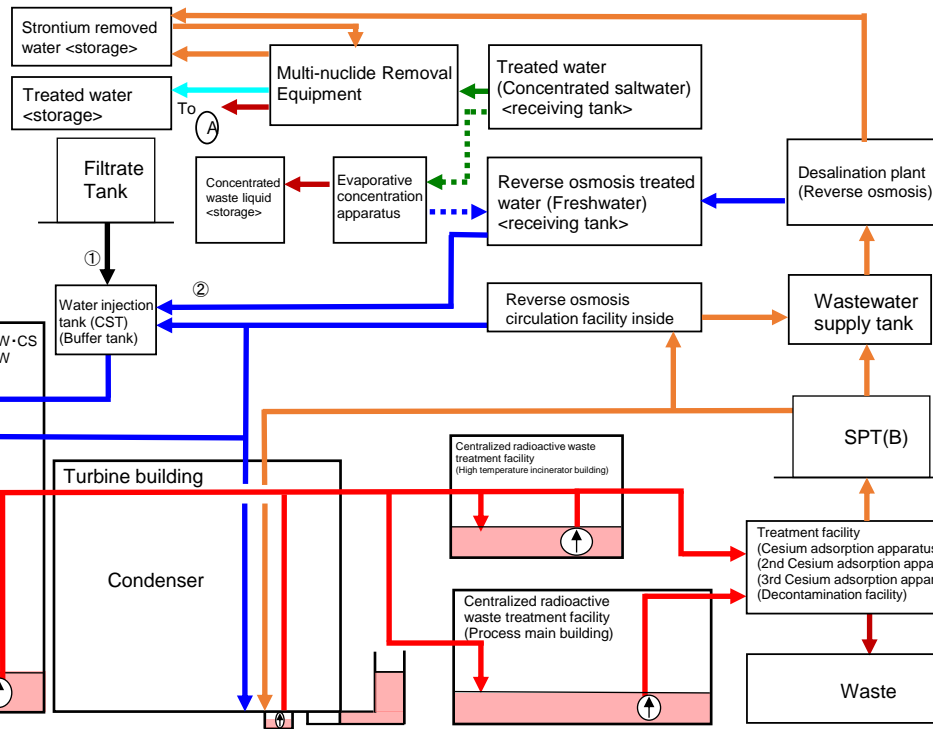 Strontium removed
water <storage>
Multi-nuclide Removal
Equipment
Treated water
(Concentrated saltwater)
<receiving tank>
Treated water
<storage>
To
A
Filtrate
Tank
Concentrated
waste liquid
<storage>
Evaporative
concentration
apparatus
Reverse osmosis treated
water (Freshwater)
<receiving tank>
Desalination plant
(Reverse osmosis)
①
②
Water injection
tank (CST)
(Buffer tank)
Reverse osmosis
circulation facility inside
Wastewater
supply tank
W･CS
W
SPT(B)
Turbine building
Centralized radioactive waste
treatment facility
(High temperature incinerator building)
Condenser
Treatment facility
(Cesium adsorption apparatus
(2nd Cesium adsorption appa
(3rd Cesium adsorption appar
(Decontamination facility)
Centralized radioactive
waste treatment facility
(Process main building)
Waste